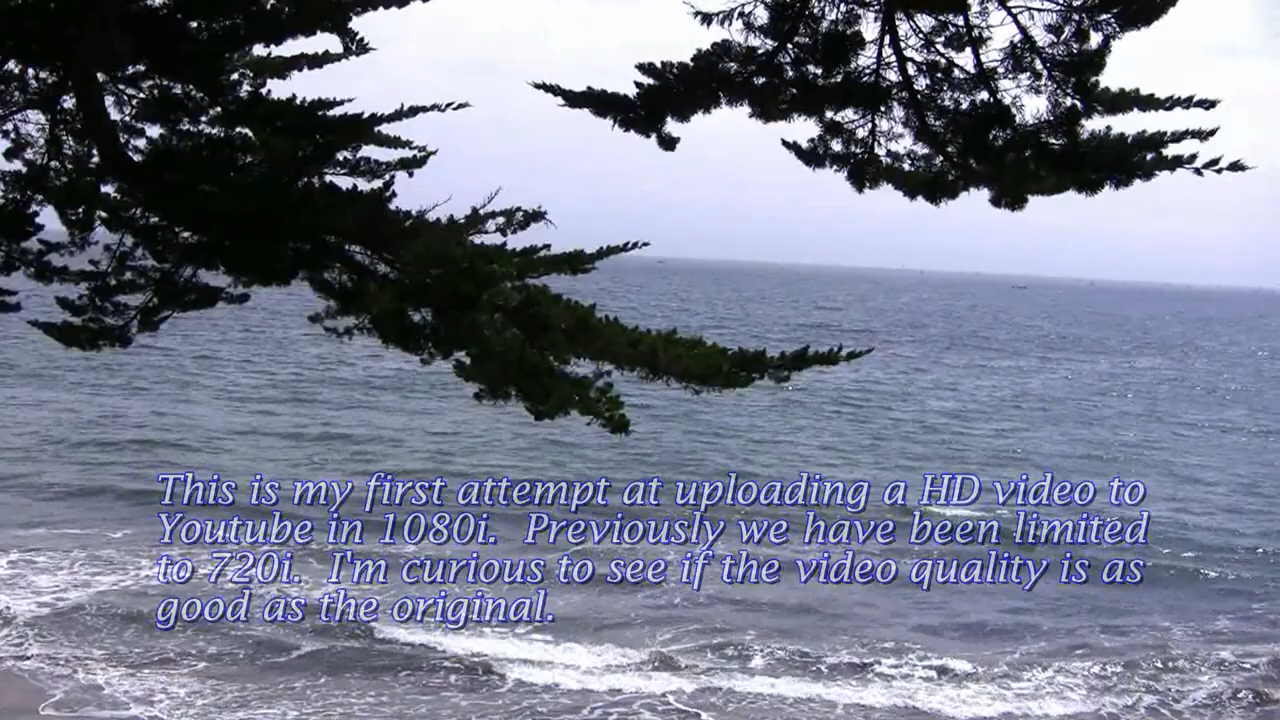 This is my first attempt at uploading a HD video to
Youtube in 1080i.  Previously we have been limited
to 720i.  I'm curious to see if the video quality is as
good as the original.